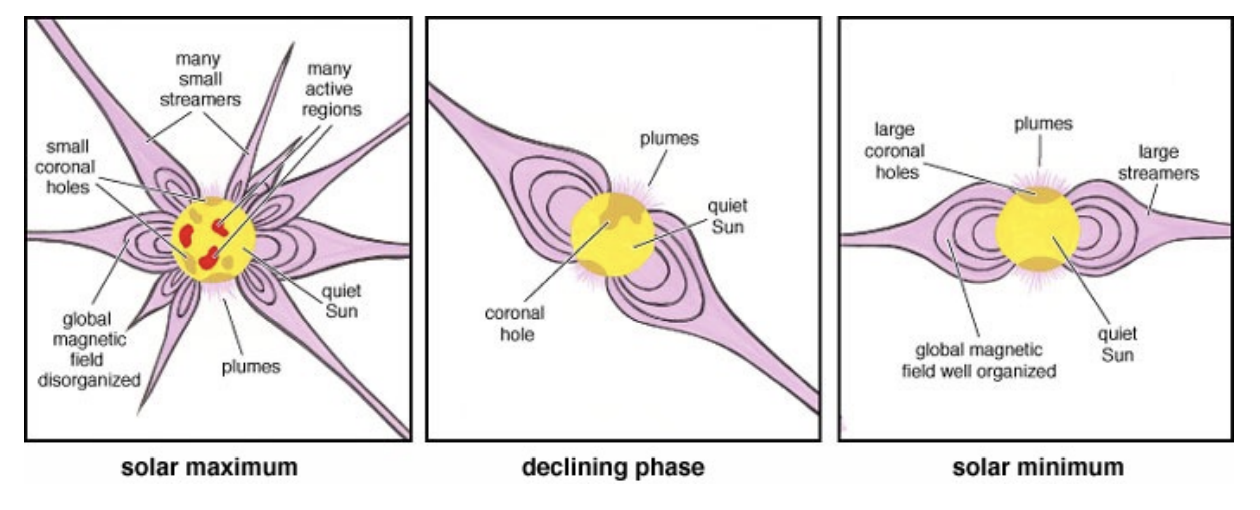 many
small
streamers
many
active
regions
small
coronal
holes
global
magnetic
field
disorganized
plumes
quiet
Sun
solar maximum
plumes
quiet
Sun
coronal
hole
declining phase
large
coronal
holes
plumes
large
streamers
global magnetic
field well organized
quiet
Sun
solar minimum